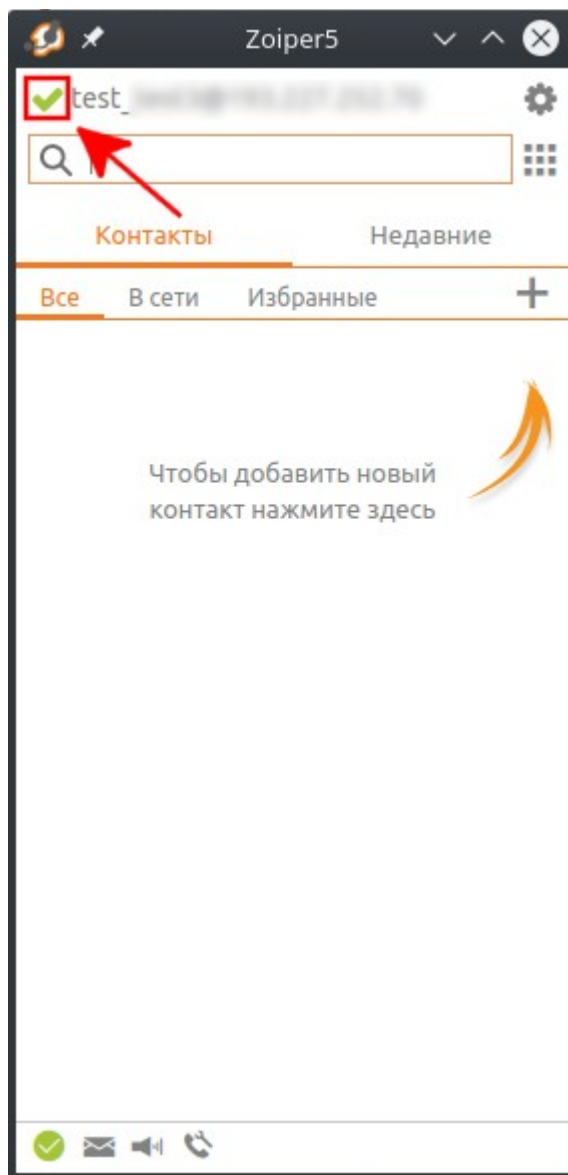 Zoiper5
test_
Контакты Недавние
Все В сети Избранные
Чтобы добавить новый
контакт нажмите здесь